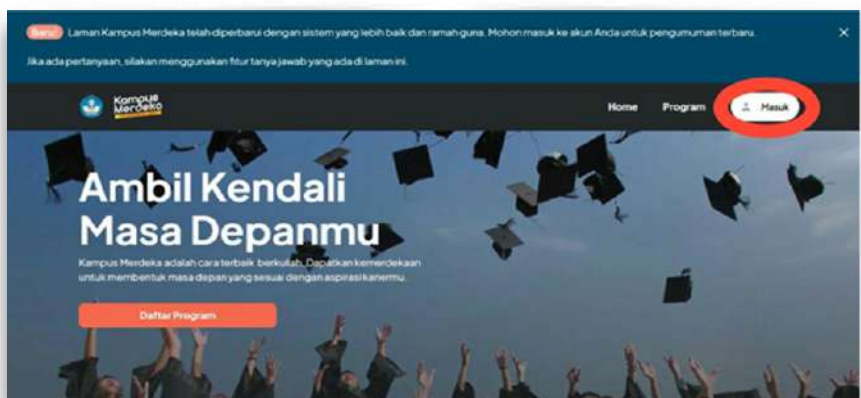 Baru! Laman Kampus Merdeka telah diperbarui dengan sistem yang lebih baik dan ramah guna. Mohon masuk ke akun Anda untuk pengumuman terbaru.
Jika ada pertanyaan, silakan menggunakan fitur tanya jawab yang ada di laman ini.
Kampus
Merdeka
Home Program Masuk
Ambil Kendali
Masa Depanmu
Kampus Merdeka adalah cara terbaik berkuliah. Dapatkan kemerdekaan
untuk membentuk masa depan yang sesuai dengan aspirasi kariermu.
Daftar Program